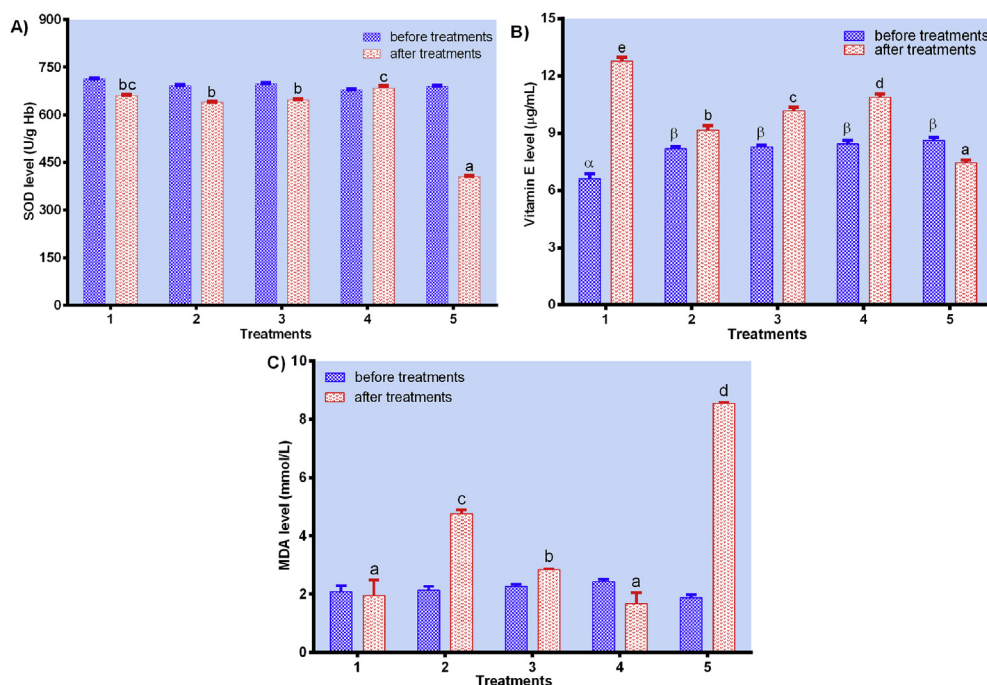 A)
SOD level (U/g Hb)
900
750
600
450
300
150
0
before treatments
after treatments
bc
b
b
c
a
1 2 3 4 5
Treatments
B)
Vitamin E level (µg/mL)
15
12
9
6
3
0
before treatments
after treatments
α
e
β
b
β
c
β
d
β
a
1 2 3 4 5
Treatments
C)
MDA level (mmol/L)
10
8
6
4
2
0
before treatments
after treatments
a
c
b
a
d
1 2 3 4 5
Treatments